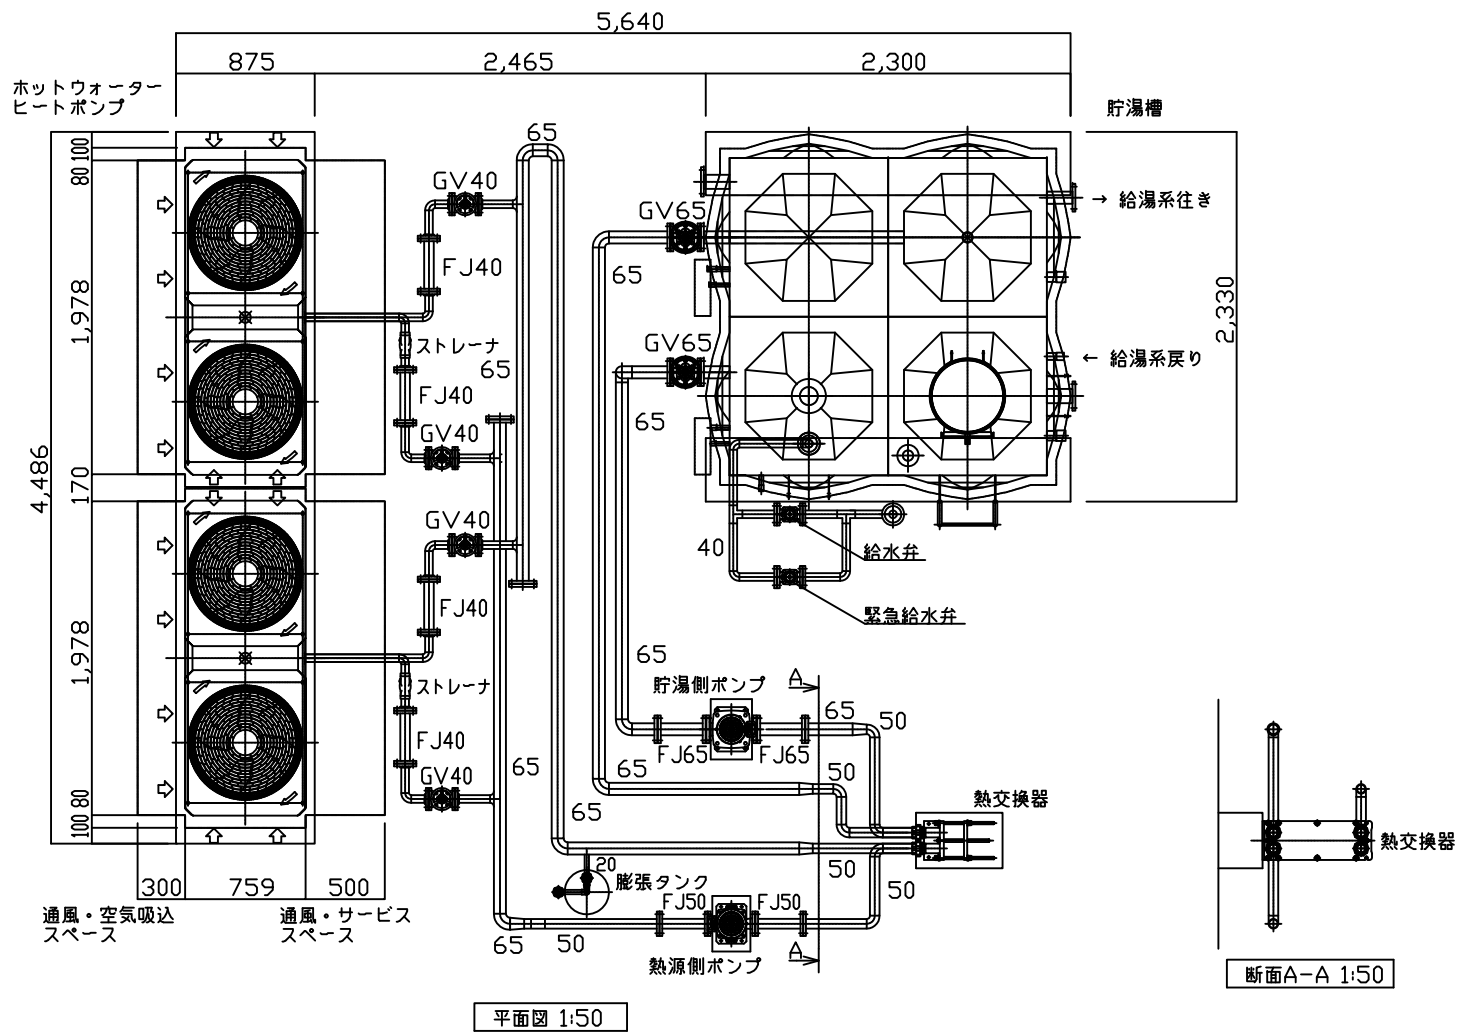 5,640
875
2,465
2,300
ホットウォーター
ヒートポンプ
貯湯槽
65
80 100
GV40
GV65
→ 給湯系往き
FJ40
65
1,978
2,330
ストレーナ
65
GV65
← 給湯系戻り
FJ40
65
GV40
4,486
170
GV40
40
給水弁
FJ40
緊急給水弁
1,978
65
A
ストレーナ
貯湯側ポンプ
65
50
FJ40
FJ65
FJ65
GV40
65
65
50
熱交換器
100 80
65
熱交換器
20
50
300
759
500
膨張タンク
50
通風・空気吸込
スペース
通風・サービス
スペース
FJ50
FJ50
65
50
A
熱源側ポンプ
断面A-A 1:50
平面図 1:50